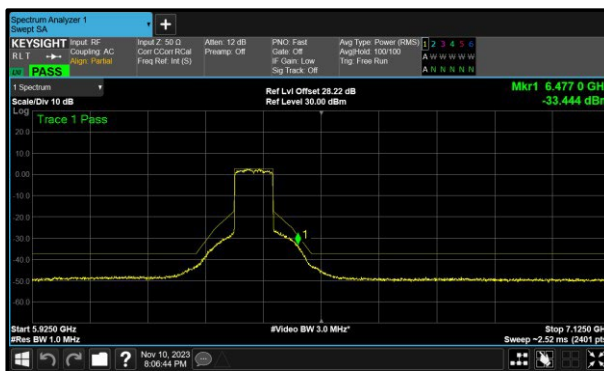 Spectrum Analyzer 1
Swept SA
KEYSIGHT
RLT
PASS
Input: RF
Coupling: AC
Align: Partial
Input Z: 50 Ω
Corr CCorr RCal
Freq Ref: Int (S)
Atten: 12 dB
Preamp: Off
PNO: Fast
Gate: Off
IF Gain: Low
Sig Track: Off
Avg Type: Power (RMS)
Avg|Hold: 100/100
Trig: Free Run
1 2 3 4 5 6
A W W W W W
A N N N N N
1 Spectrum
Scale/Div 10 dB
Ref Lvl Offset 28.22 dB
Ref Level 30.00 dBm
Mkr1 6.477 0 GH
-33.444 dBr
Log
Trace 1 Pass
20.0
10.0
0.00
-10.0
-20.0
-30.0
-40.0
-50.0
-60.0
1
Start 5.9250 GHz
#Res BW 1.0 MHz
#Video BW 3.0 MHz*
Stop 7.1250 GHz
Sweep ~2.52 ms (2401 pts
?
Nov 10, 2023
8:06:44 PM